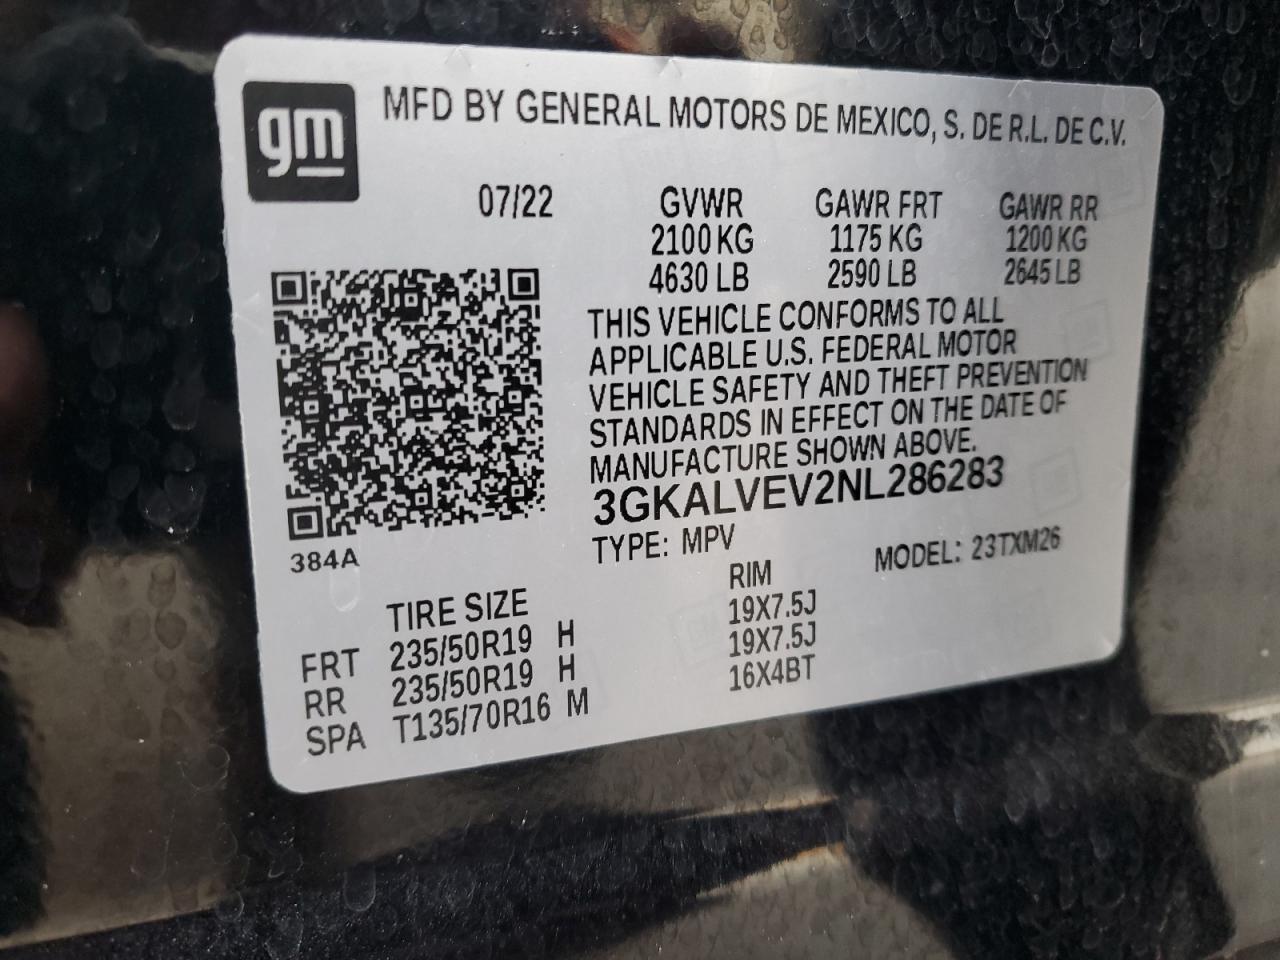 gm
MFD BY GENERAL MOTORS DE MEXICO, S. DE R.L. DE C.V.
07/22 GVWR GAWR FRT GAWR RR
2100 KG 1175 KG 1200 KG
4630 LB 2590 LB 2645 LB
THIS VEHICLE CONFORMS TO ALL
APPLICABLE U.S. FEDERAL MOTOR
VEHICLE SAFETY AND THEFT PREVENTION
STANDARDS IN EFFECT ON THE DATE OF
MANUFACTURE SHOWN ABOVE.
3GKALVEV2NL286283
384A TYPE: MPV MODEL: 23TXM26
TIRE SIZE RIM
FRT 235/50R19 H 19X7.5J
RR 235/50R19 H 19X7.5J
SPA T135/70R16 M 16X4BT